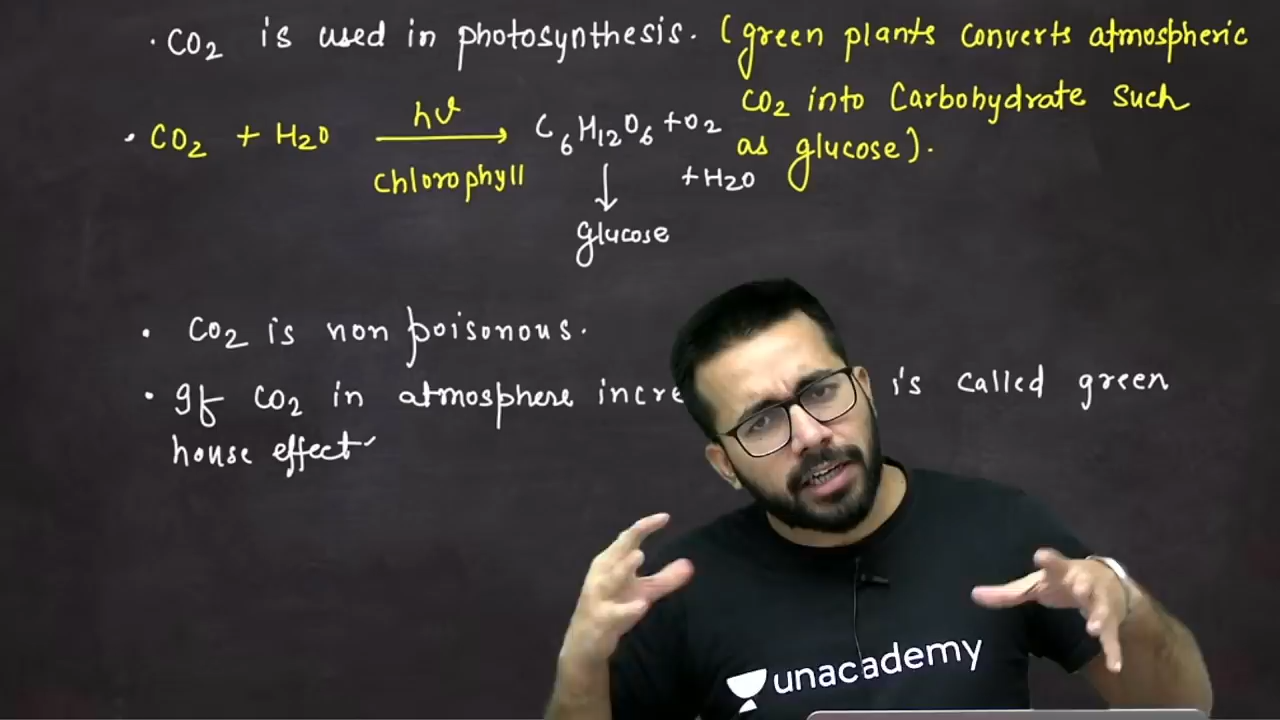 · CO2 is used in photosynthesis. (green plants converts atmospheric
CO2 into Carbohydrate such
as glucose).
· CO2 + H2O hν chlorophyll C6H12O6 + O2
+ H2O
glucose
· CO2 is non poisonous.
· If CO2 in atmosphere is called green
house effect
unacademy